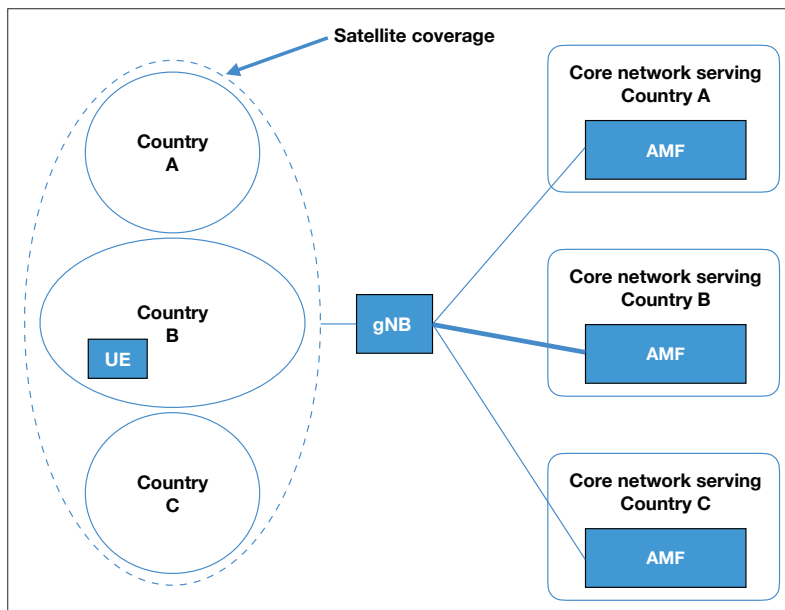 Satellite coverage
Country
A
Country
B
UE
Country
C
gNB
Core network serving
Country A
AMF
Core network serving
Country B
AMF
Core network serving
Country C
AMF